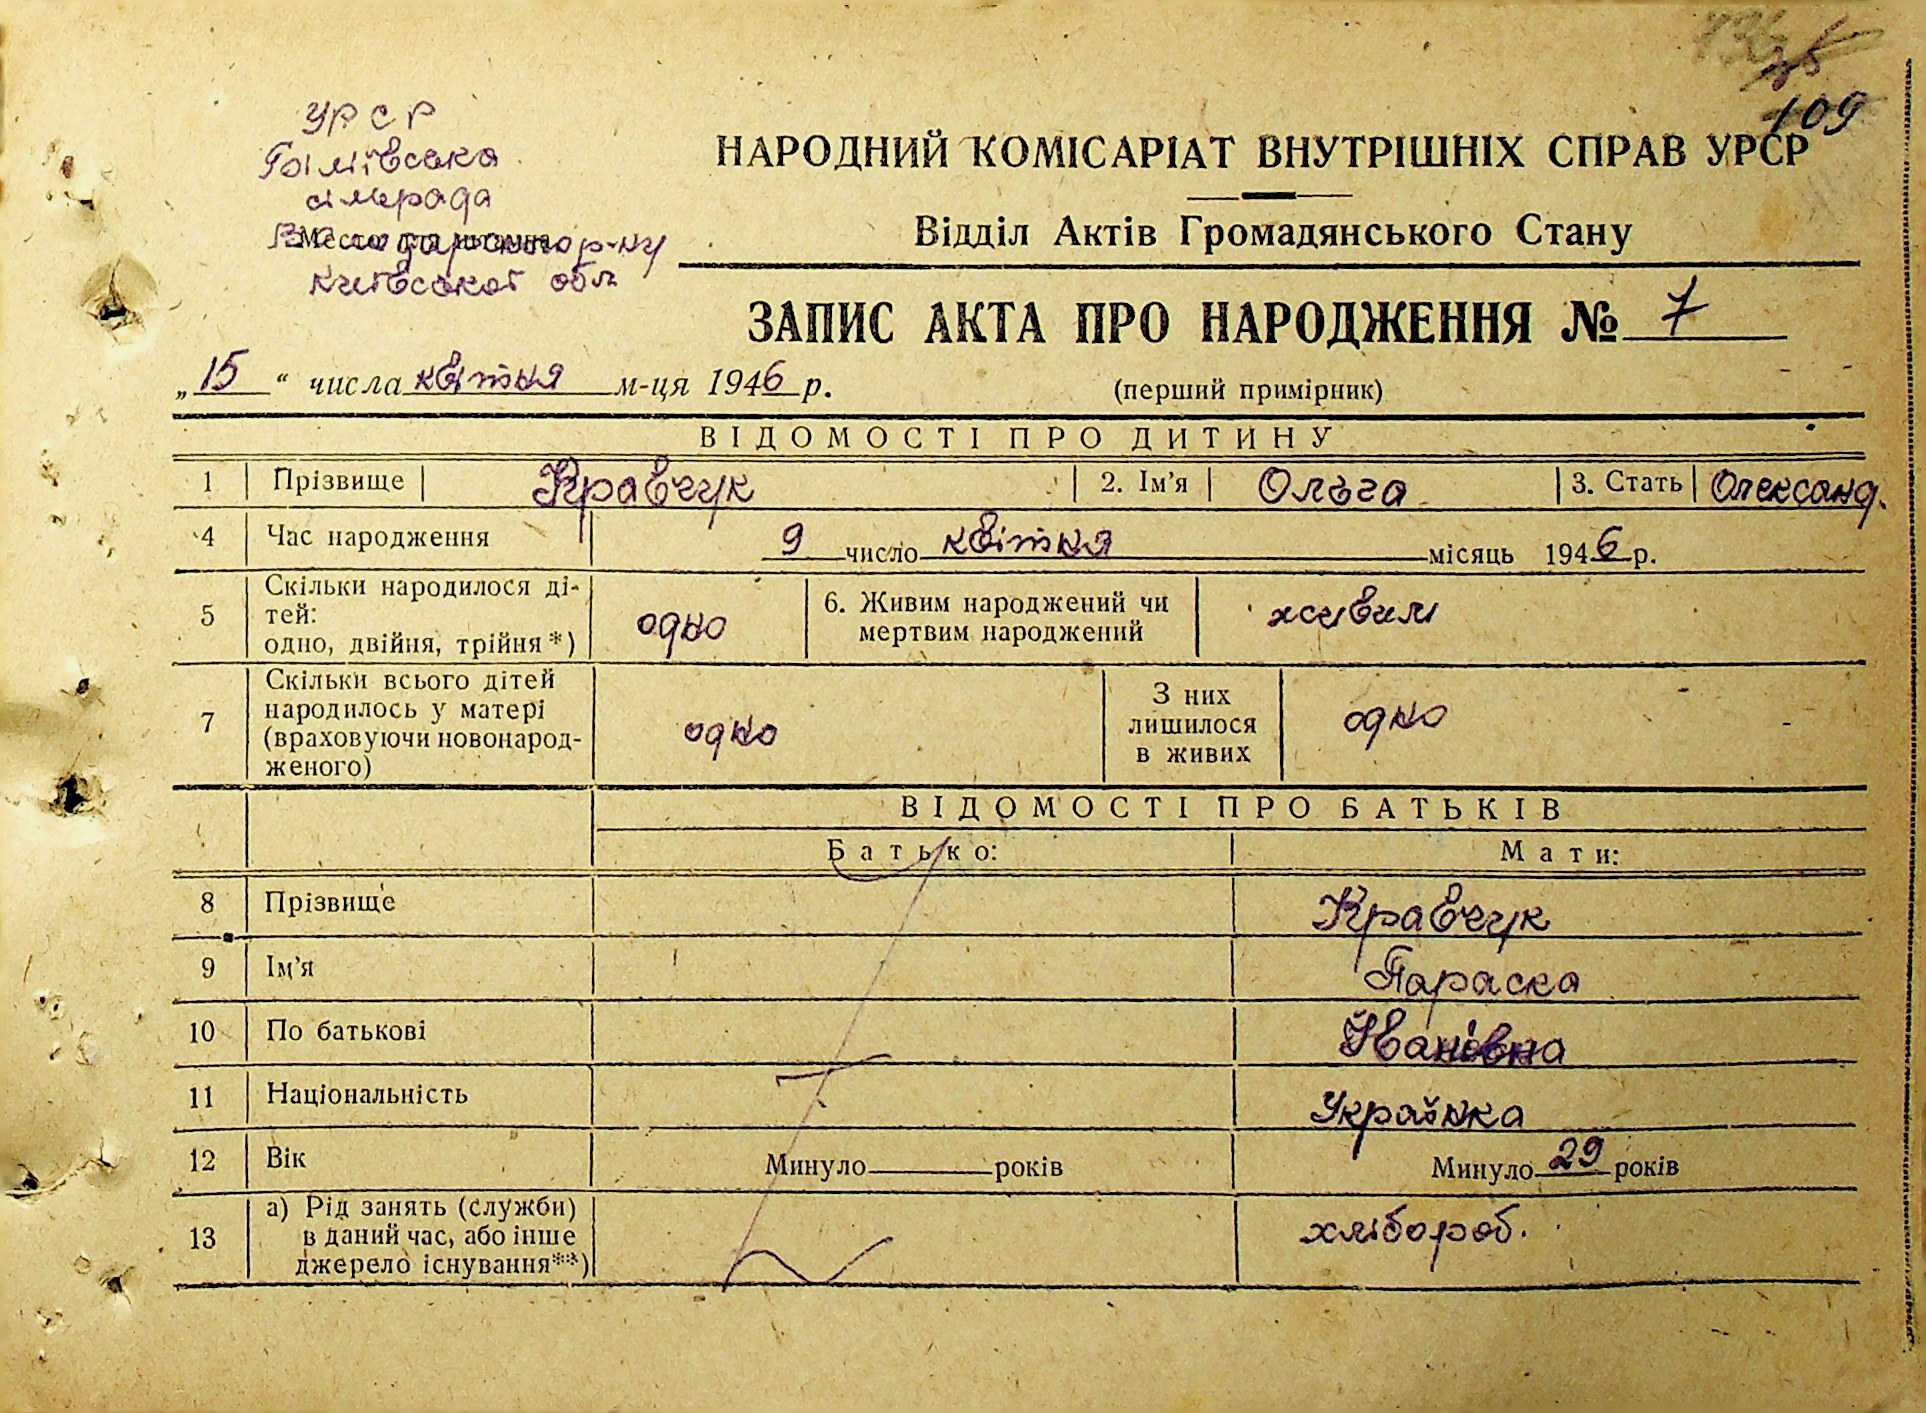 109
УРСР
сільрада
Київської обл
НАРОДНИЙ КОМІСАРІАТ ВНУТРІШНІХ СПРАВ УРСР
Відділ Актів Громадянського Стану
ЗАПИС АКТА ПРО НАРОДЖЕННЯ № 7
„15“ числа квітня м-ця 1946 р.
(перший примірник)
ВІДОМОСТІ ПРО ДИТИНУ
1 Прізвище Кравчук 2. Ім'я Ольга 3. Стать Олександ.
4 Час народження 9 число квітня місяць 1946 р.
5 Скільки народилося ді-
тей:
одно, двійня, трійня*) одно 6. Живим народжений чи
мертвим народжений живим
7 Скільки всього дітей
народилось у матері
(враховуючи новонарод-
женого) одно З них
лишилося
в живих одно
ВІДОМОСТІ ПРО БАТЬКІВ
Батько: Мати:
8 Прізвище Кравчук
9 Ім'я Параска
10 По батькові Йванівна
11 Національність Українка
12 Вік Минуло років Минуло 29 років
13 а) Рід занять (служби)
в даний час, або інше
джерело існування**) хлібороб.